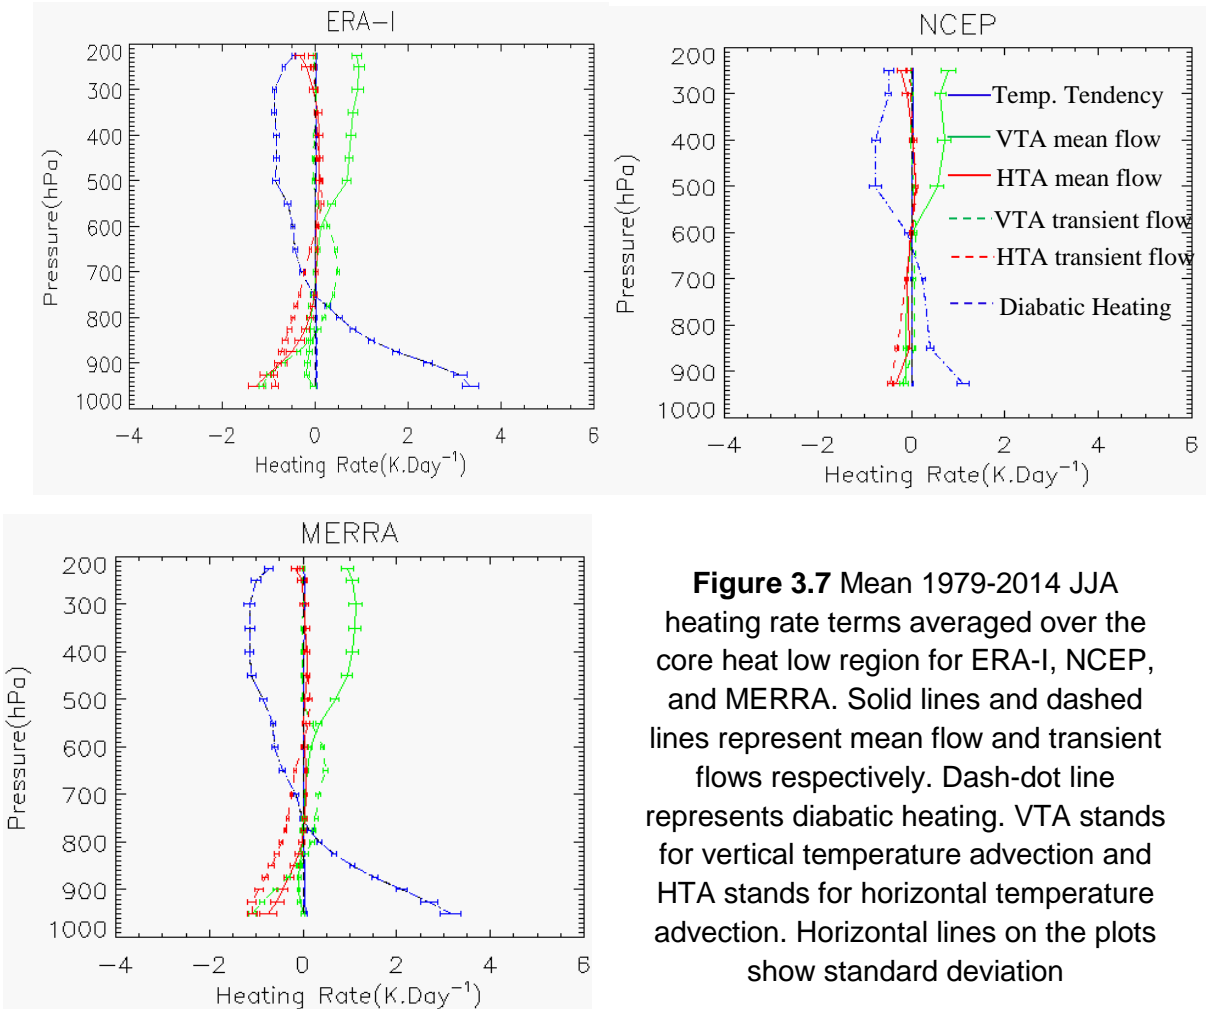 ERA-I
200
300
400
500
600
700
800
900
1000
Pressure(hPa)
-4
-2
0
2
4
6
Heating Rate(K.Day⁻¹)
NCEP
200
300
400
500
600
700
800
900
1000
Pressure(hPa)
Temp. Tendency
VTA mean flow
HTA mean flow
VTA transient flow
HTA transient flow
Diabatic Heating
-4
-2
0
2
4
6
Heating Rate(K.Day⁻¹)
MERRA
200
300
400
500
600
700
800
900
1000
Pressure(hPa)
-4
-2
0
2
4
6
Heating Rate(K.Day⁻¹)
Figure 3.7 Mean 1979-2014 JJA
heating rate terms averaged over the
core heat low region for ERA-I, NCEP,
and MERRA. Solid lines and dashed
lines represent mean flow and transient
flows respectively. Dash-dot line
represents diabatic heating. VTA stands
for vertical temperature advection and
HTA stands for horizontal temperature
advection. Horizontal lines on the plots
show standard deviation